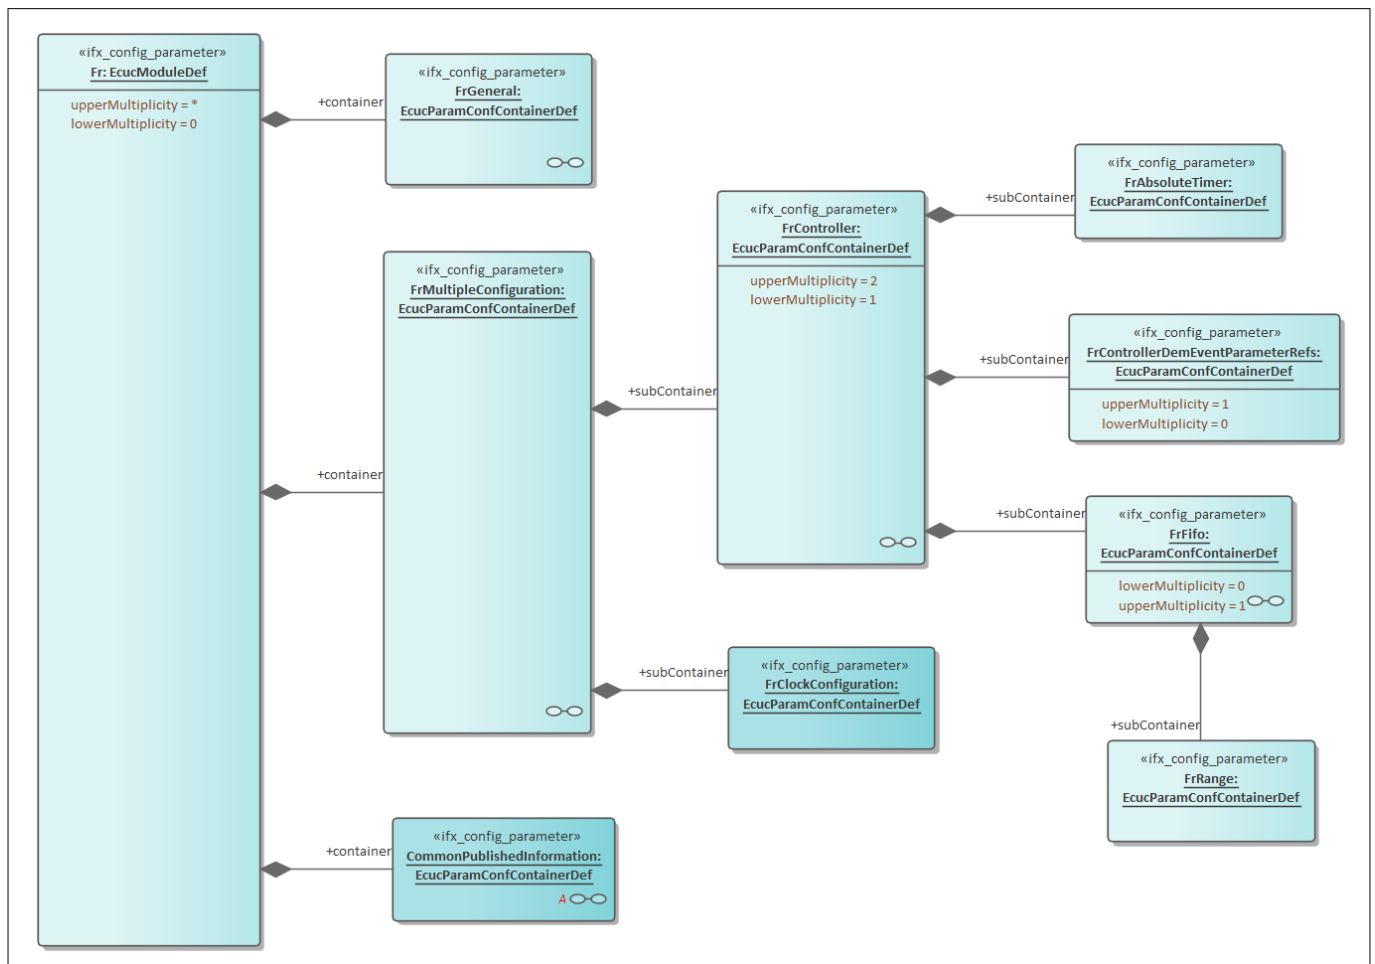 «ifx_config_parameter»
Fr: EcucModuleDef
upperMultiplicity = *
lowerMultiplicity = 0
+container
«ifx_config_parameter»
FrGeneral:
EcucParamConfContainerDef
+container
«ifx_config_parameter»
FrMultipleConfiguration:
EcucParamConfContainerDef
+subContainer
«ifx_config_parameter»
FrController:
EcucParamConfContainerDef
upperMultiplicity = 2
lowerMultiplicity = 1
+subContainer
«ifx_config_parameter»
FrAbsoluteTimer:
EcucParamConfContainerDef
+subContainer
«ifx_config_parameter»
FrControllerDemEventParameterRefs:
EcucParamConfContainerDef
upperMultiplicity = 1
lowerMultiplicity = 0
+subContainer
«ifx_config_parameter»
FrFifo:
EcucParamConfContainerDef
lowerMultiplicity = 0
upperMultiplicity = 1
+subContainer
«ifx_config_parameter»
FrRange:
EcucParamConfContainerDef
+subContainer
«ifx_config_parameter»
FrClockConfiguration:
EcucParamConfContainerDef
+container
«ifx_config_parameter»
CommonPublishedInformation:
EcucParamConfContainerDef
A